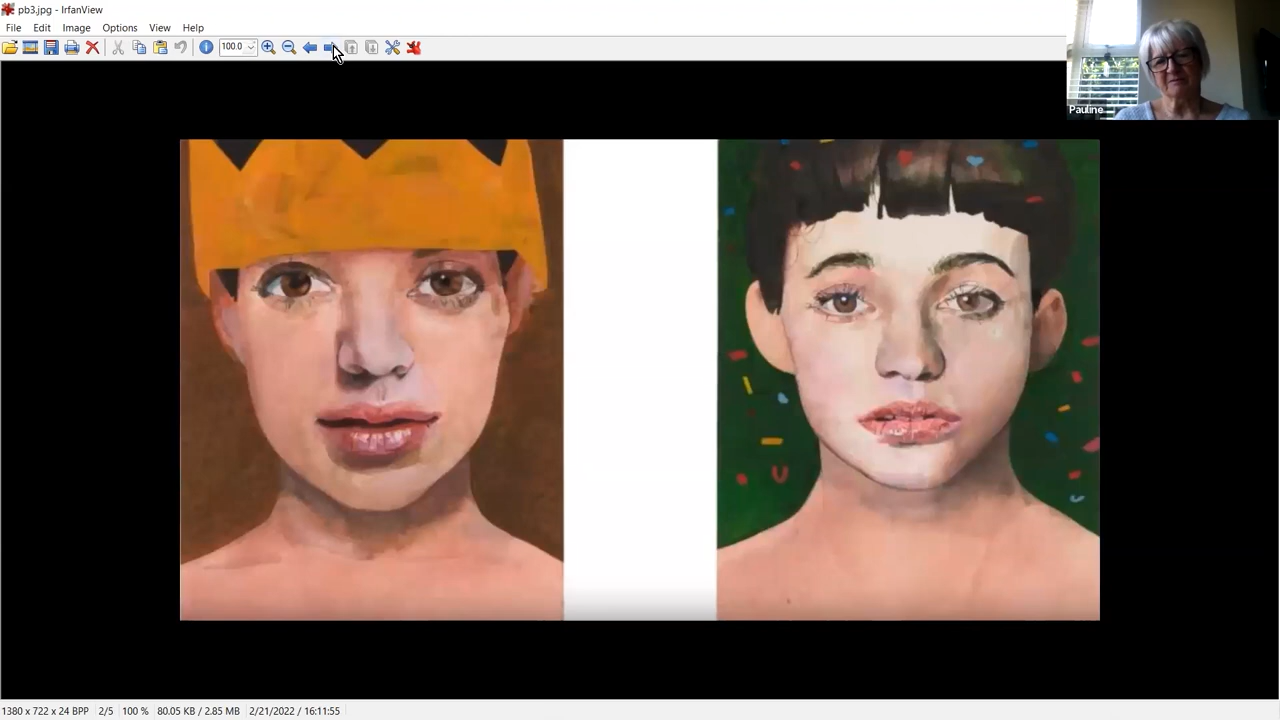 pb3.jpg - IrfanView
File Edit Image Options View Help
100.0
Pauline
1380 x 722 x 24 BPP 2/5 100 % 80.05 KB / 2.85 MB 2/21/2022 / 16:11:55